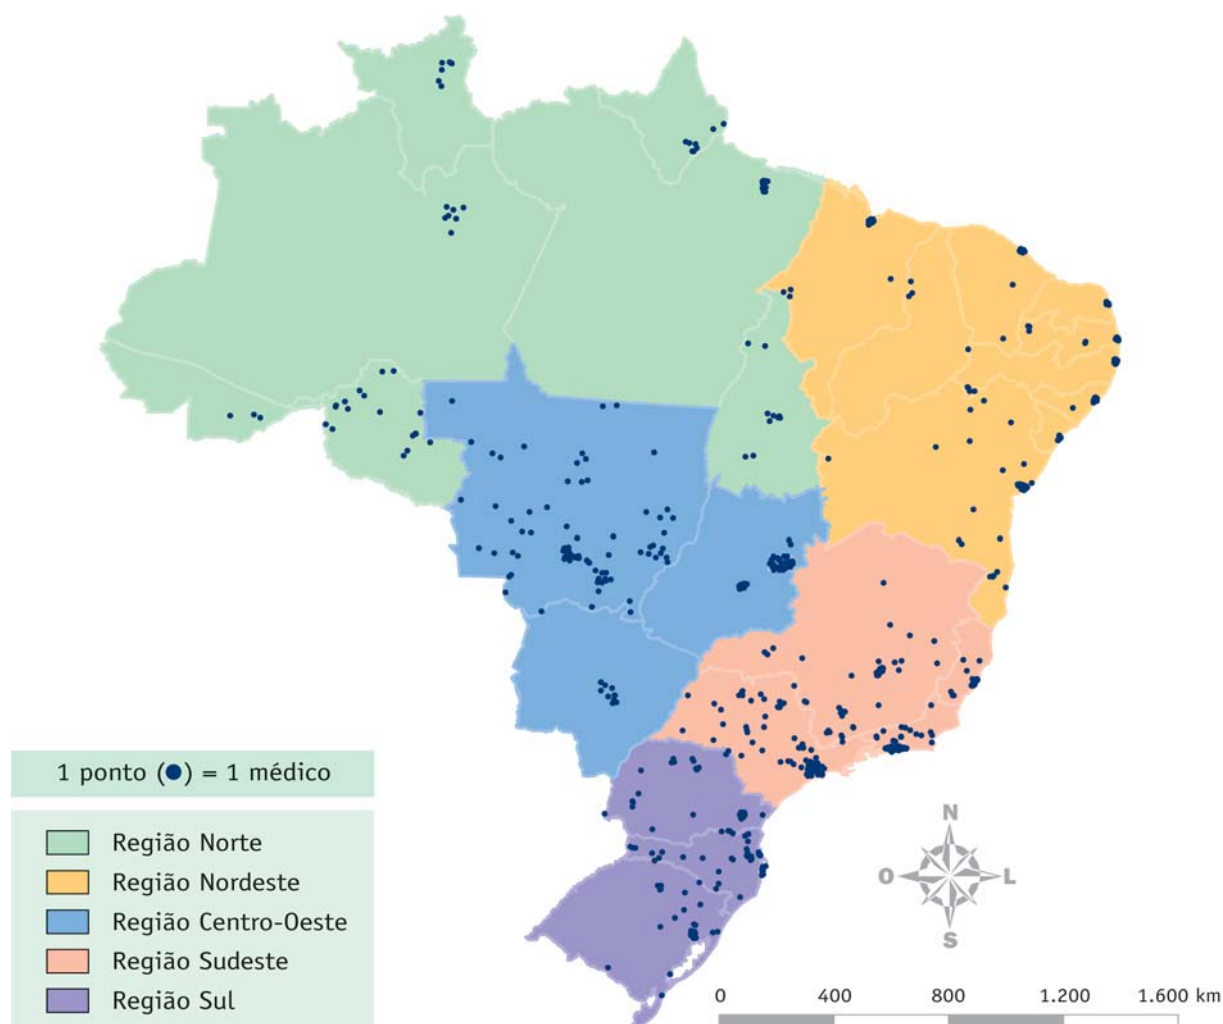 1 ponto (●) = 1 médico
Região Norte
Região Nordeste
Região Centro-Oeste
Região Sudeste
Região Sul
N
O L
S
0 400 800 1.200 1.600 km